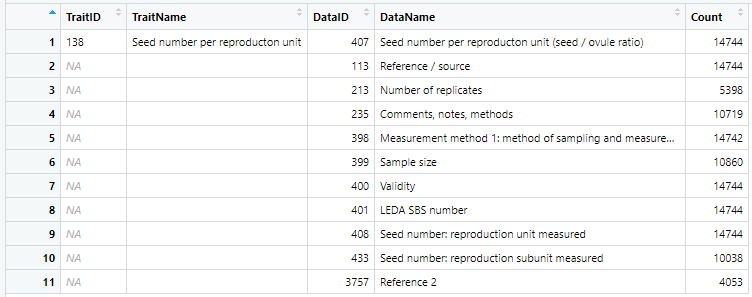 TraitID TraitName DataID DataName Count
1 138 Seed number per reproducton unit 407 Seed number per reproducton unit (seed / ovule ratio) 14744
2 NA 113 Reference / source 14744
3 NA 213 Number of replicates 5398
4 NA 235 Comments, notes, methods 10719
5 NA 398 Measurement method 1: method of sampling and measure... 14742
6 NA 399 Sample size 10860
7 NA 400 Validity 14744
8 NA 401 LEDA SBS number 14744
9 NA 408 Seed number: reproduction unit measured 14744
10 NA 433 Seed number: reproduction subunit measured 10038
11 NA 3757 Reference 2 4053